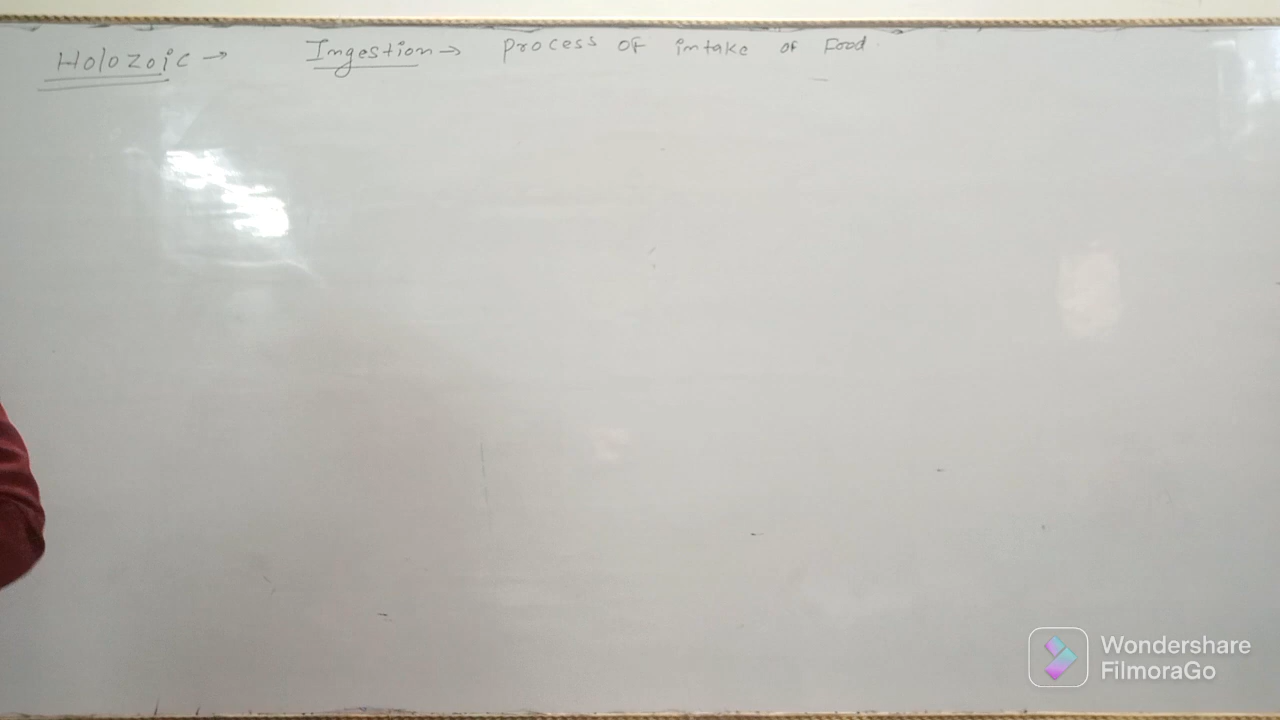 Holozoic → Ingestion → Process of intake of Food
Wondershare
FilmoraGo